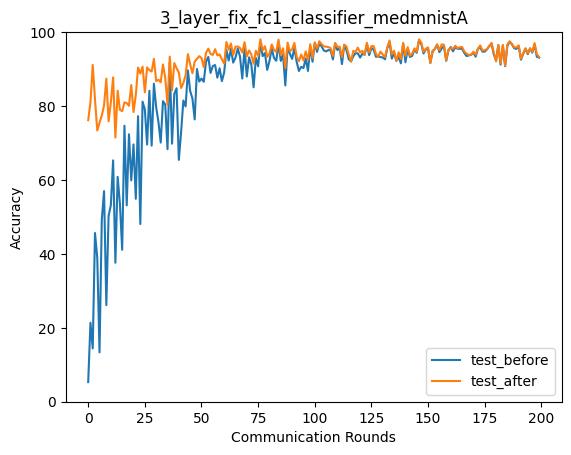 3_layer_fix_fc1_classifier_medmnistA
100
80
60
40
20
0
Accuracy
0 25 50 75 100 125 150 175 200
Communication Rounds
test_before
test_after